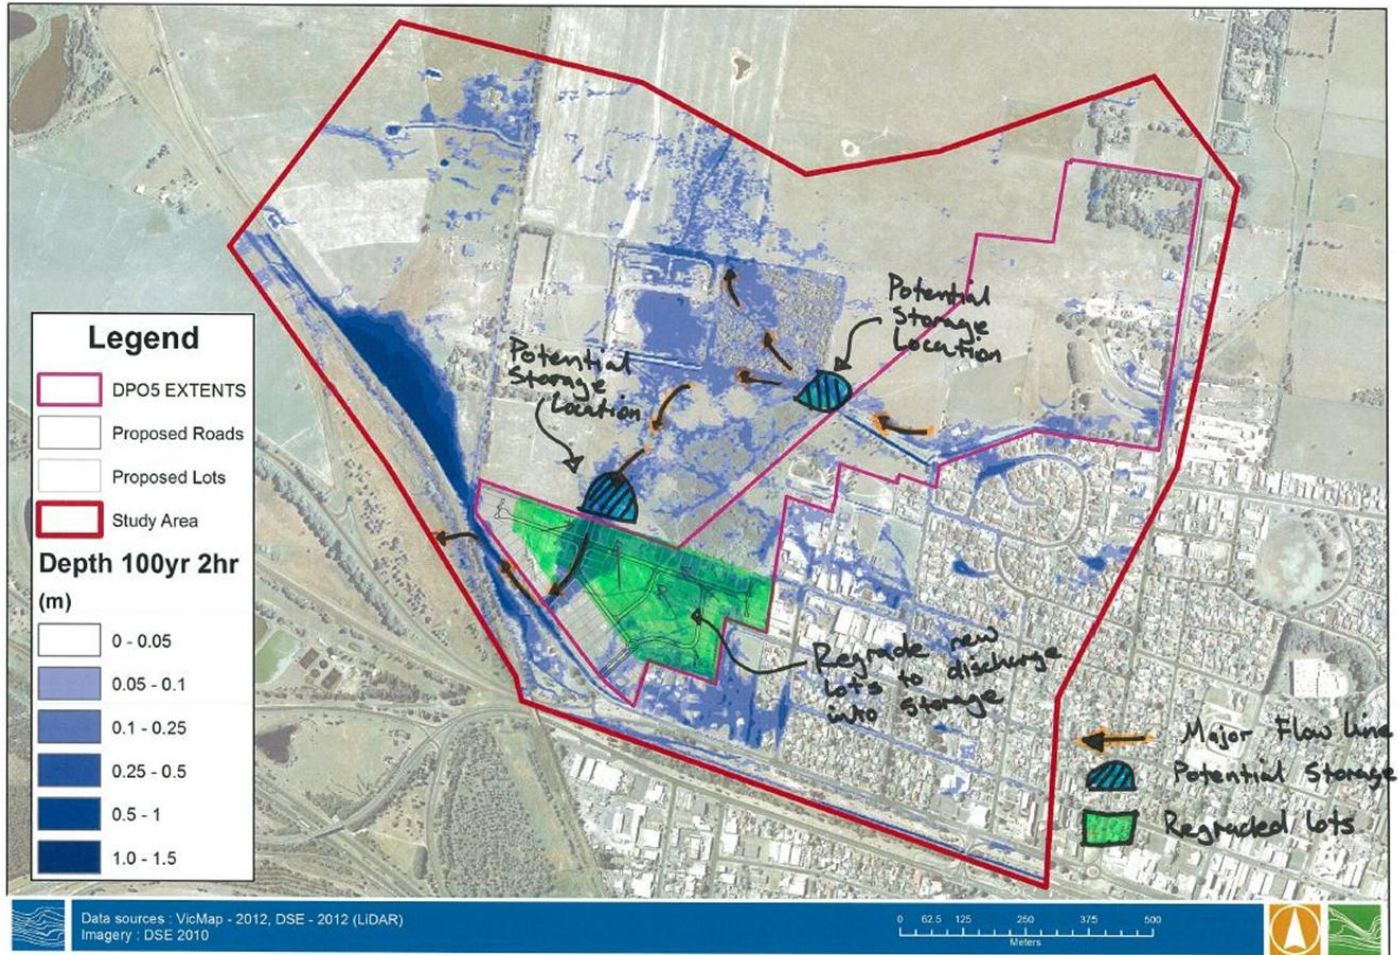 Potential
Storage
Location
Potential
Storage
Location
Regrade new
lots to discharge
into storage
Legend
DPO5 EXTENTS
Proposed Roads
Proposed Lots
Study Area
Depth 100yr 2hr
(m)
0 - 0.05
0.05 - 0.1
0.1 - 0.25
0.25 - 0.5
0.5 - 1
1.0 - 1.5
Major Flow line
Potential Storage
Regraded lots
Data sources : VicMap - 2012, DSE - 2012 (LiDAR)
Imagery : DSE 2010
0 62.5 125 250 375 500
Meters